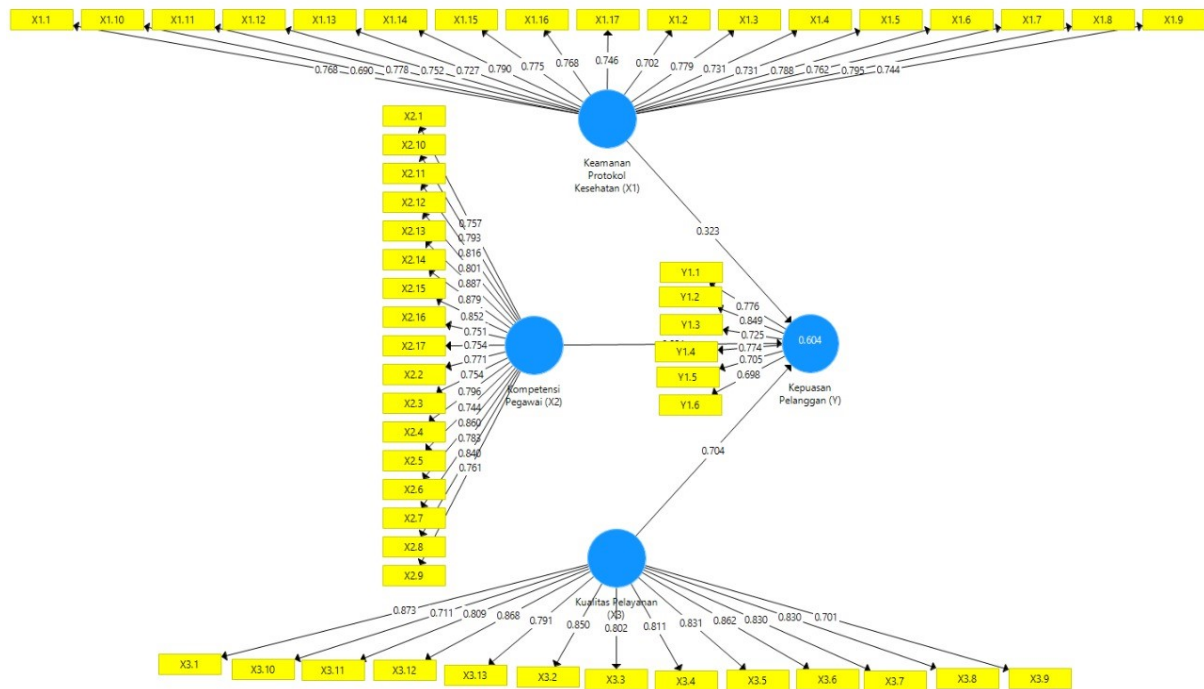 X1.1 X1.10 X1.11 X1.12 X1.13 X1.14 X1.15 X1.16 X1.17 X1.2 X1.3 X1.4 X1.5 X1.6 X1.7 X1.8 X1.9
0.768 0.690 0.778 0.752 0.727 0.790 0.775 0.768 0.746 0.702 0.779 0.731 0.731 0.788 0.762 0.795 0.744
Keamanan
Protokol
Kesehatan (X1)
X2.1
X2.10
X2.11
X2.12
X2.13
X2.14
X2.15
X2.16
X2.17
X2.2
X2.3
X2.4
X2.5
X2.6
X2.7
X2.8
X2.9
0.757
0.793
0.816
0.801
0.887
0.879
0.852
0.751
0.754
0.771
0.754
0.796
0.744
0.860
0.783
0.840
0.761
Kompetensi
Pegawai (X2)
0.323
Y1.1
Y1.2
Y1.3
Y1.4
Y1.5
Y1.6
0.776
0.849
0.725
0.774
0.705
0.698
0.604
Kepuasan
Pelanggan (Y)
0.704
Kualitas Pelayanan
(X3)
0.873 0.711 0.809 0.868 0.791 0.850 0.802 0.811 0.831 0.862 0.830 0.830 0.701
X3.1 X3.10 X3.11 X3.12 X3.13 X3.2 X3.3 X3.4 X3.5 X3.6 X3.7 X3.8 X3.9